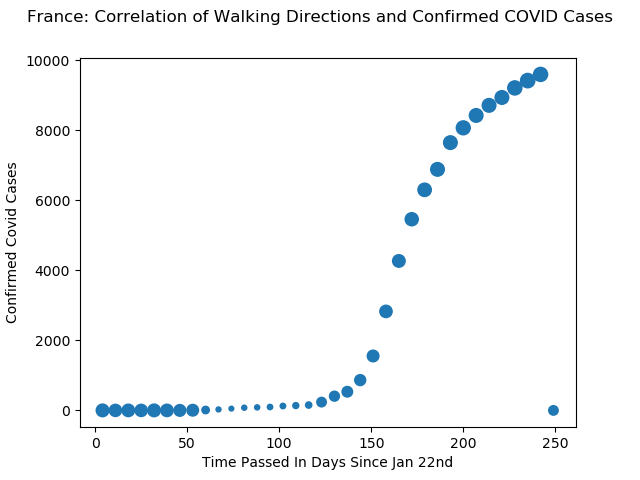 France: Correlation of Walking Directions and Confirmed COVID Cases
10000
8000
6000
4000
2000
0
Confirmed Covid Cases
0 50 100 150 200 250
Time Passed In Days Since Jan 22nd